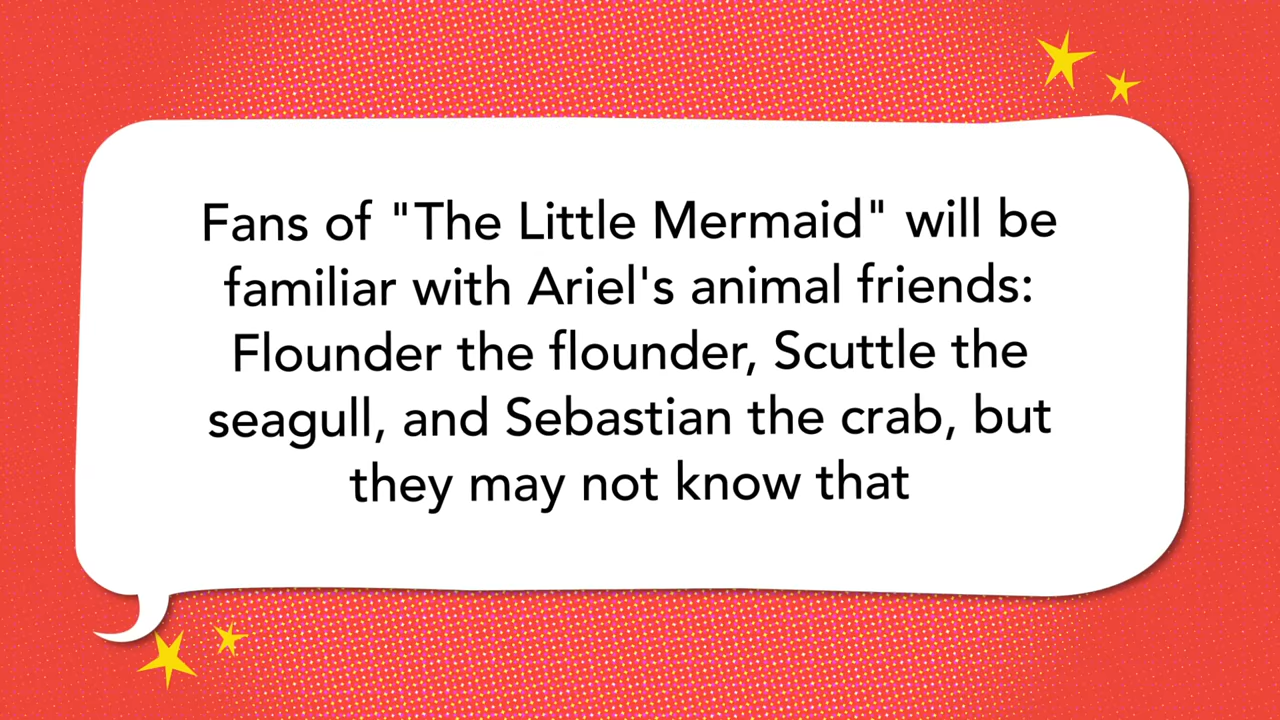 Fans of "The Little Mermaid" will be
familiar with Ariel's animal friends:
Flounder the flounder, Scuttle the
seagull, and Sebastian the crab, but
they may not know that